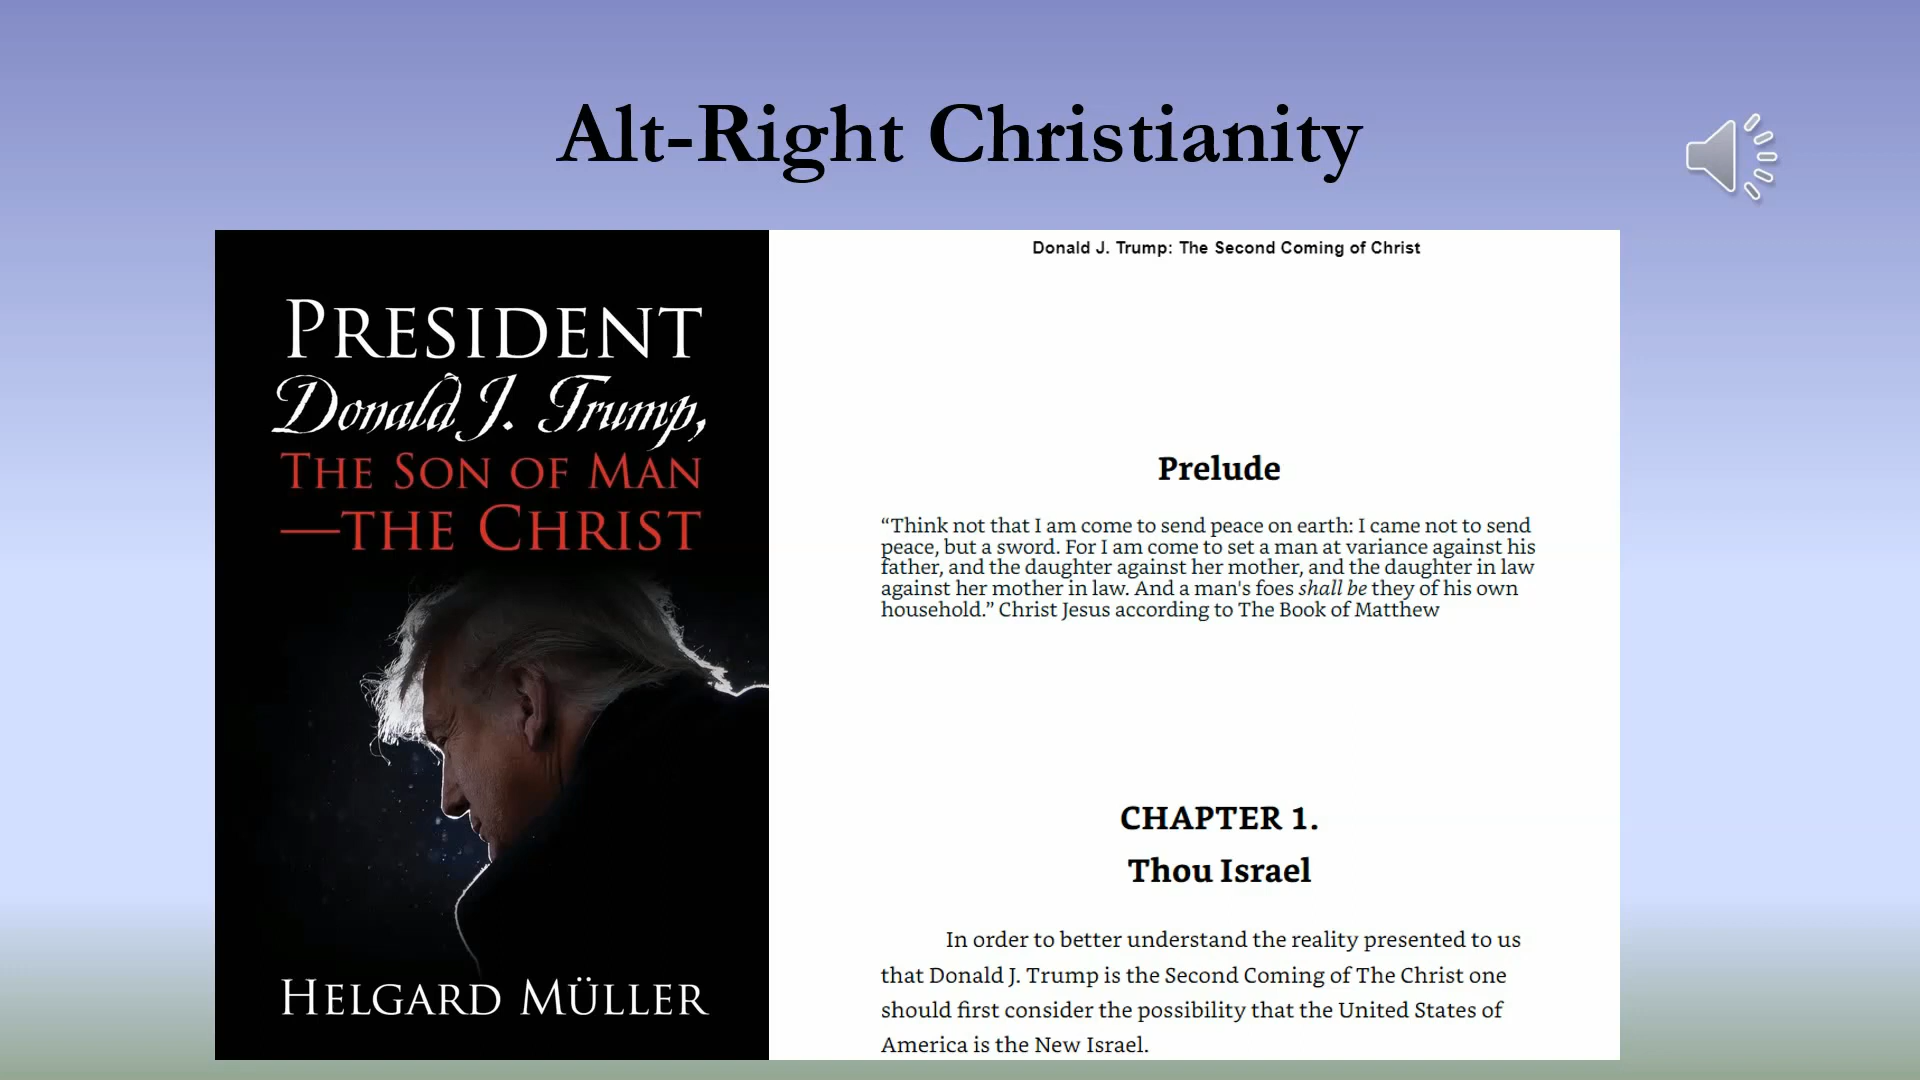 Alt-Right Christianity
PRESIDENT
Donald J. Trump,
THE SON OF MAN
—THE CHRIST
HELGARD MÜLLER
Donald J. Trump: The Second Coming of Christ
Prelude
“Think not that I am come to send peace on earth: I came not to send
peace, but a sword. For I am come to set a man at variance against his
father, and the daughter against her mother, and the daughter in law
against her mother in law. And a man's foes shall be they of his own
household.” Christ Jesus according to The Book of Matthew
CHAPTER 1.
Thou Israel
In order to better understand the reality presented to us
that Donald J. Trump is the Second Coming of The Christ one
should first consider the possibility that the United States of
America is the New Israel.